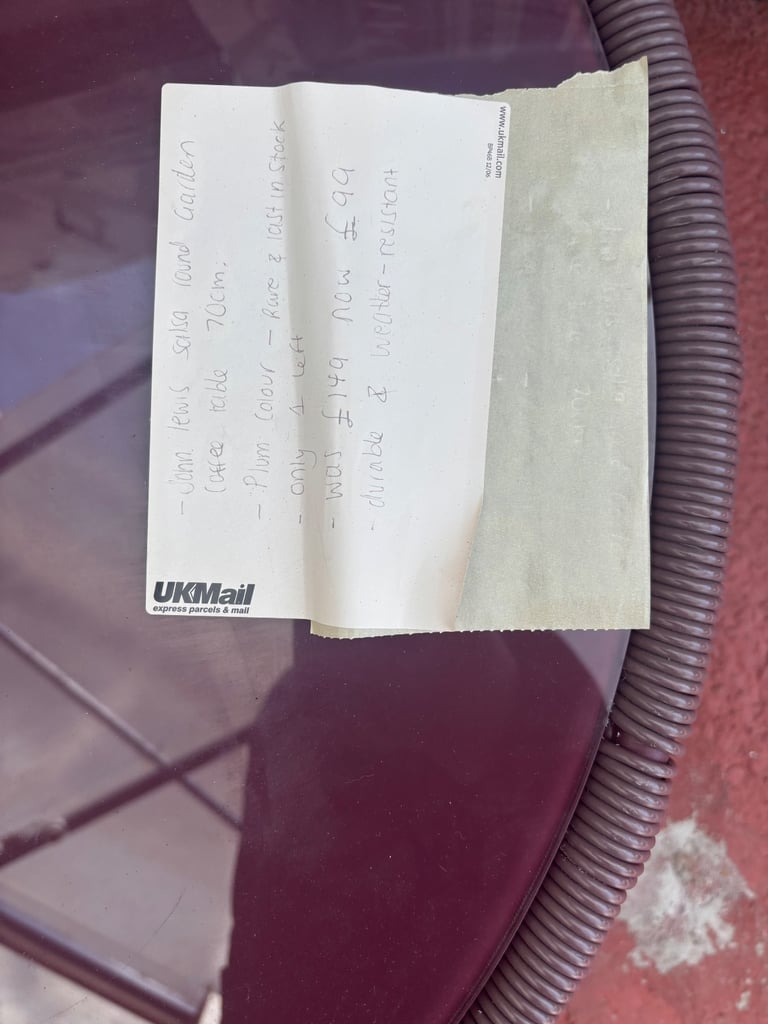 - John lewis salsa round Garden
Coffee table 70cm.
- Plum Colour - Rare & last in Stock
- only 1 Left
- was £149 now £99
- durable & weather-resistant
UKMail
express parcels & mail
www.ukmail.com